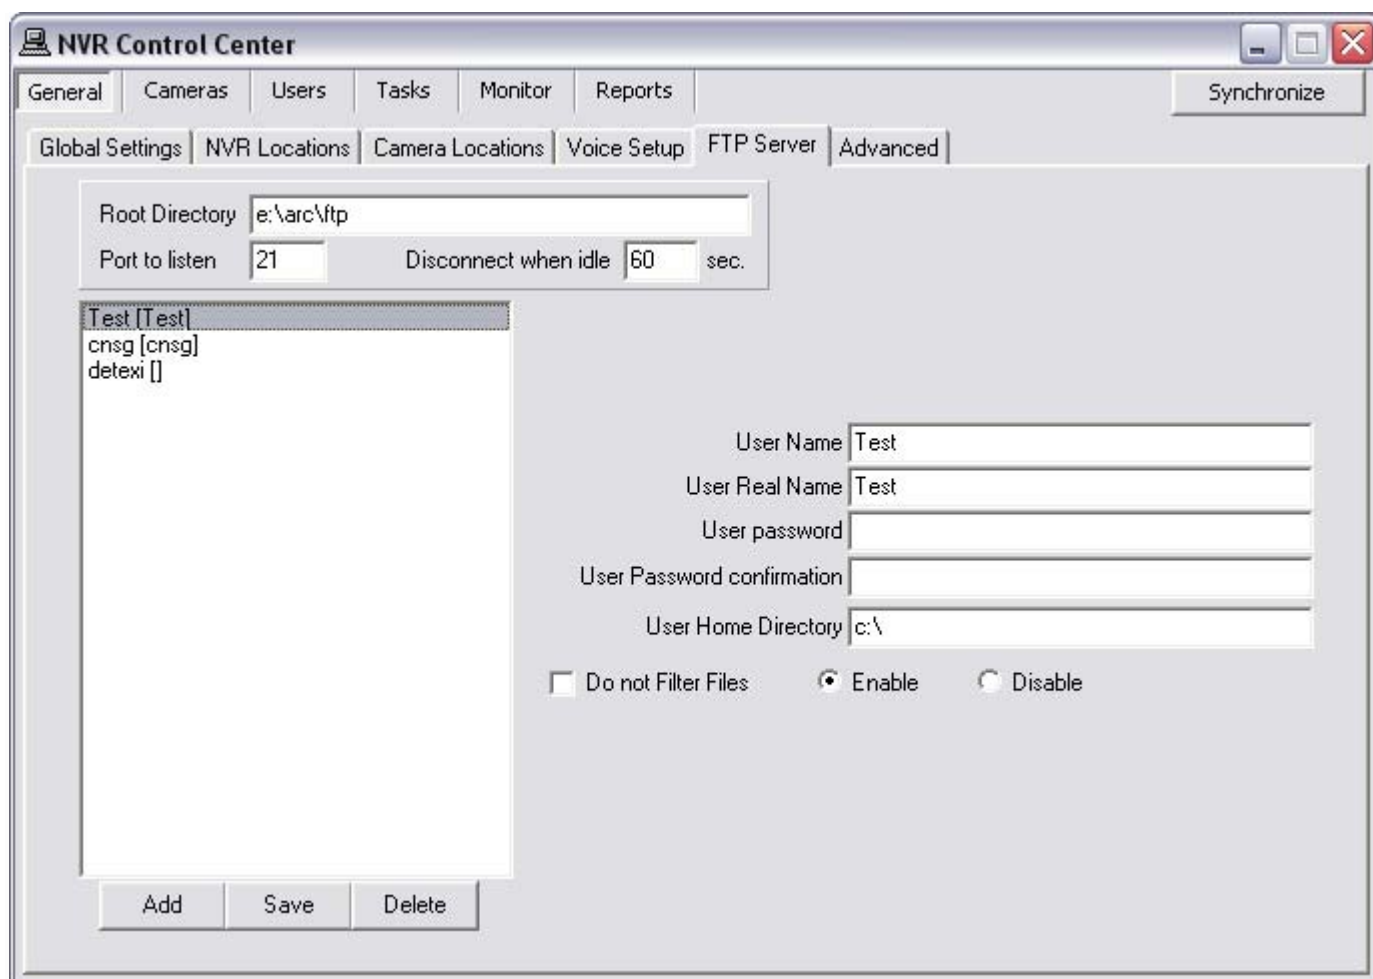 NVR Control Center
General Cameras Users Tasks Monitor Reports Synchronize
Global Settings NVR Locations Camera Locations Voice Setup FTP Server Advanced
Root Directory e:\arc\ftp
Port to listen 21 Disconnect when idle 60 sec.
Test [Test]
cnsg [cnsg]
detexi []
User Name Test
User Real Name Test
User password
User Password confirmation
User Home Directory c:\
Do not Filter Files Enable Disable
Add Save Delete